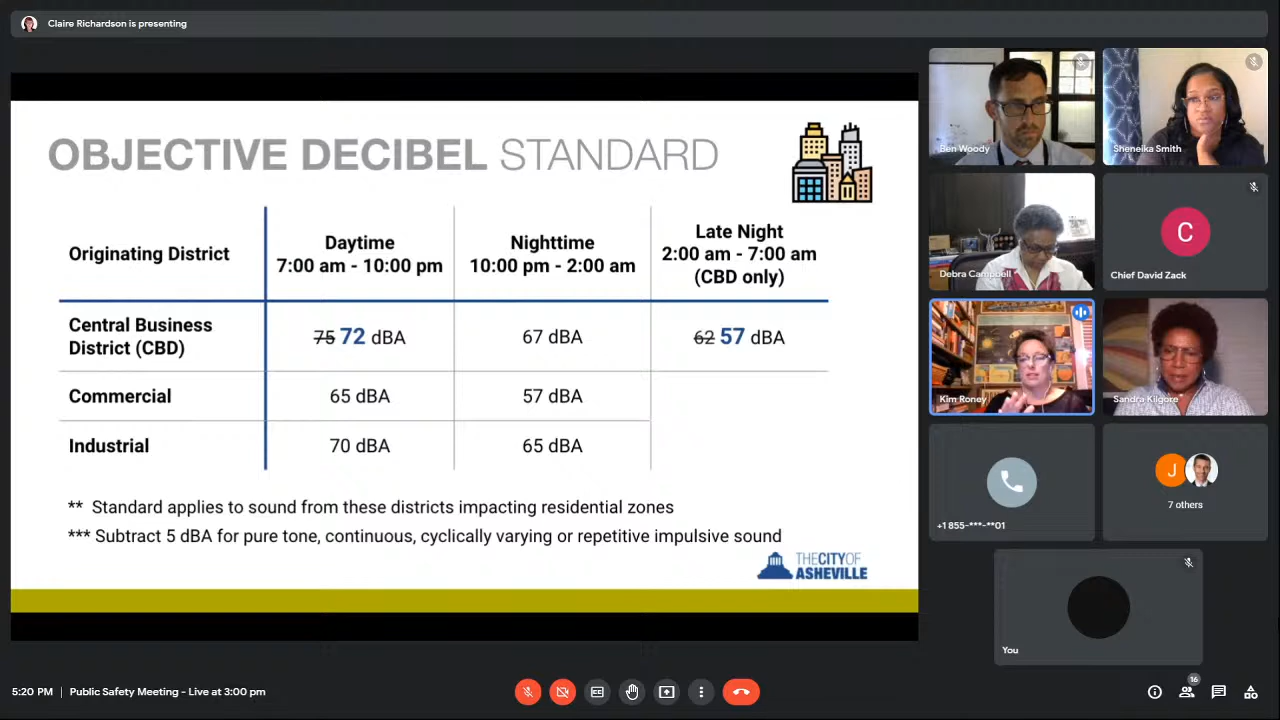 Claire Richardson is presenting
OBJECTIVE DECIBEL STANDARD
Originating District
Daytime
7:00 am - 10:00 pm
Nighttime
10:00 pm - 2:00 am
Late Night
2:00 am - 7:00 am
(CBD only)
Central Business
District (CBD)
75 72 dBA
67 dBA
62 57 dBA
Commercial
65 dBA
57 dBA
Industrial
70 dBA
65 dBA
** Standard applies to sound from these districts impacting residential zones
*** Subtract 5 dBA for pure tone, continuous, cyclically varying or repetitive impulsive sound
THE CITY OF
ASHEVILLE
Ben Woody
Sheneika Smith
Debra Campbell
C
Chief David Zack
Kim Roney
Sandra Kilgore
+1 855-***-**01
J
7 others
You
5:20 PM | Public Safety Meeting - Live at 3:00 pm
16